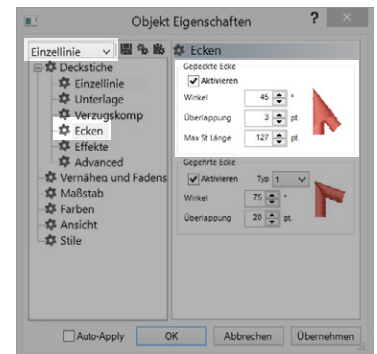 Objekt Eigenschaften ? ×
Einzellinie
Deckstiche
Einzellinie
Unterlage
Verzugskomp
Ecken
Effekte
Advanced
Vernähen und Fadens
Maßstab
Farben
Ansicht
Stile
Ecken
Gedeckte Ecke
Aktivieren
Winkel 45 °
Überlappung 3 pt.
Max St Länge 127 pt.
Gegehrte Ecke
Aktivieren Typ 1
Winkel 75 °
Überlappung 20 pt.
Auto-Apply OK Abbrechen Übernehmen